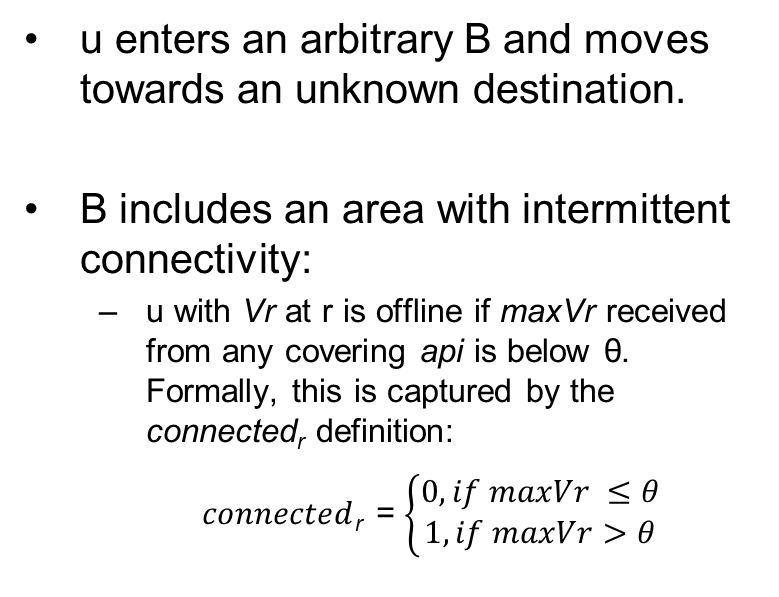 • u enters an arbitrary B and moves
towards an unknown destination.
• B includes an area with intermittent
connectivity:
– u with Vr at r is offline if maxVr received
from any covering api is below θ.
Formally, this is captured by the
connectedᵣ definition:
connectedᵣ = {0, if maxVr ≤ θ
1, if maxVr > θ